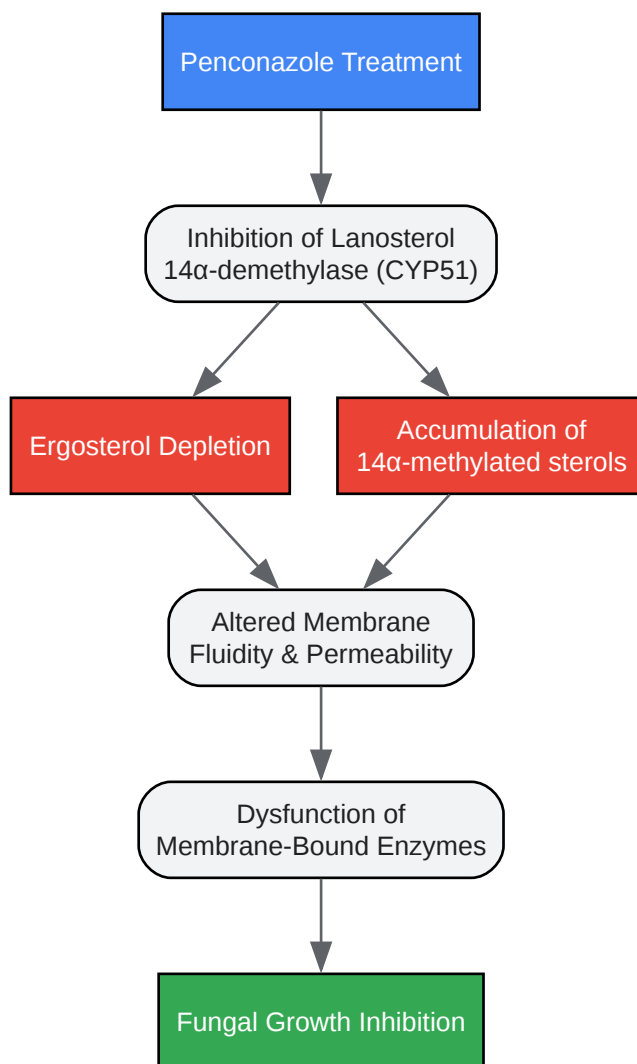 Penconazole Treatment
Inhibition of Lanosterol
14α-demethylase (CYP51)
Ergosterol Depletion
Accumulation of
14α-methylated sterols
Altered Membrane
Fluidity & Permeability
Dysfunction of
Membrane-Bound Enzymes
Fungal Growth Inhibition